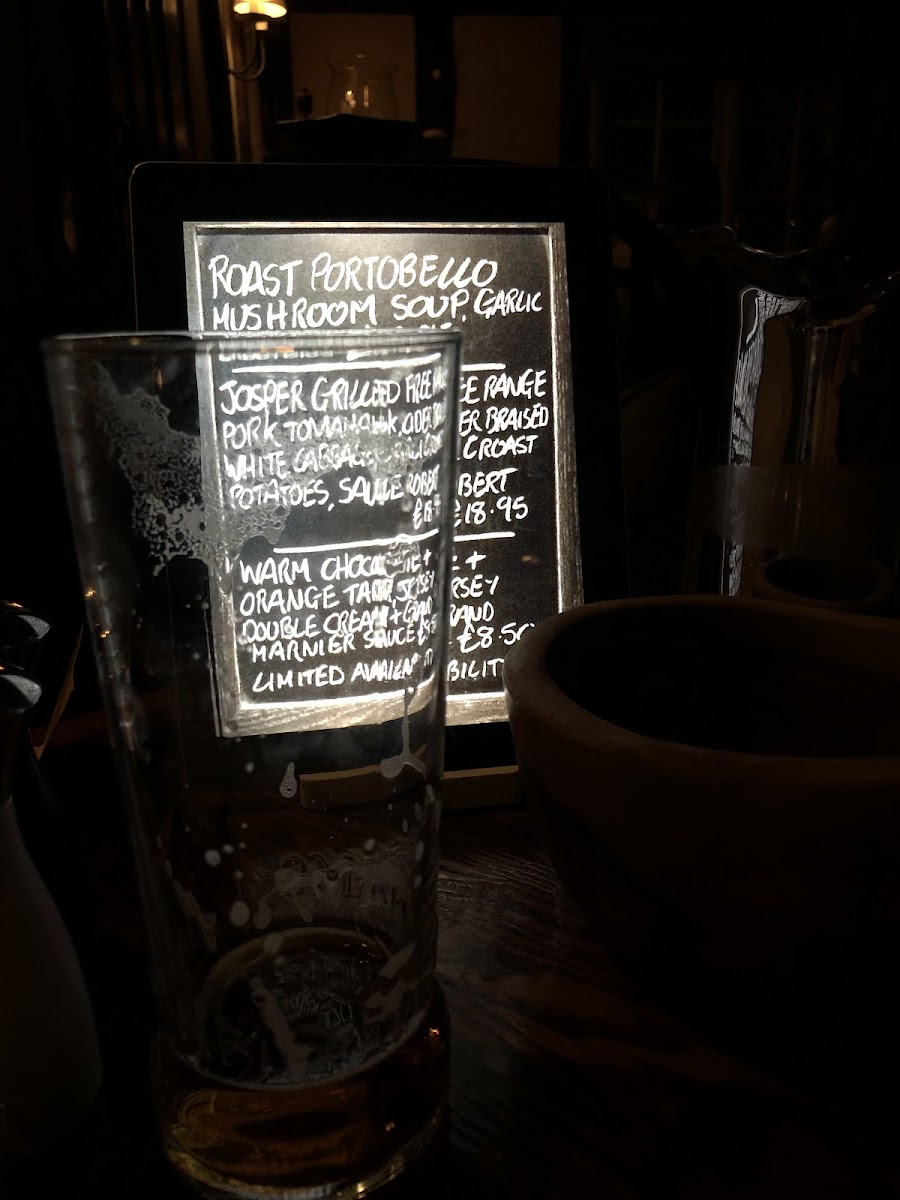 ROAST PORTOBELLO
MUSHROOM SOUP, GARLIC
JOSPER GRILLED FREE RANGE
PORK TOMAHAWK, CIDER BRAISED
WHITE CABBAGE, ROAST
POTATOES, SAUCE ROBERT
£18.95
WARM CHOCOLATE +
ORANGE TART, JERSEY
DOUBLE CREAM + GRAND
MARNIER SAUCE £8.50
LIMITED AVAILABILITY